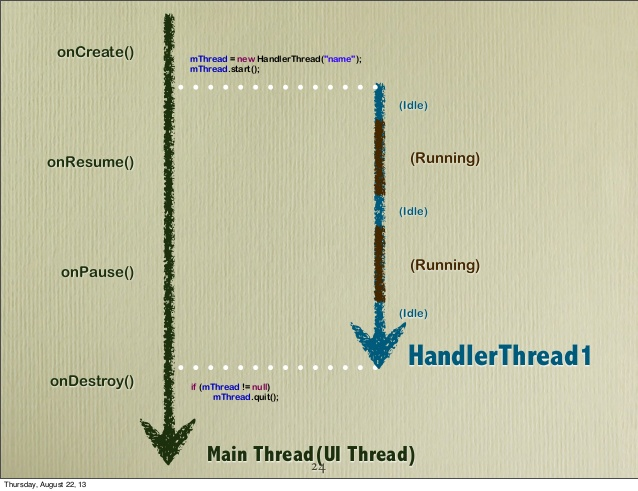 onCreate()
mThread = new HandlerThread("name");
mThread.start();
(Idle)
onResume()
(Running)
(Idle)
onPause()
(Running)
(Idle)
HandlerThread1
onDestroy()
if (mThread != null)
mThread.quit();
Main Thread(UI Thread)
24
Thursday, August 22, 13